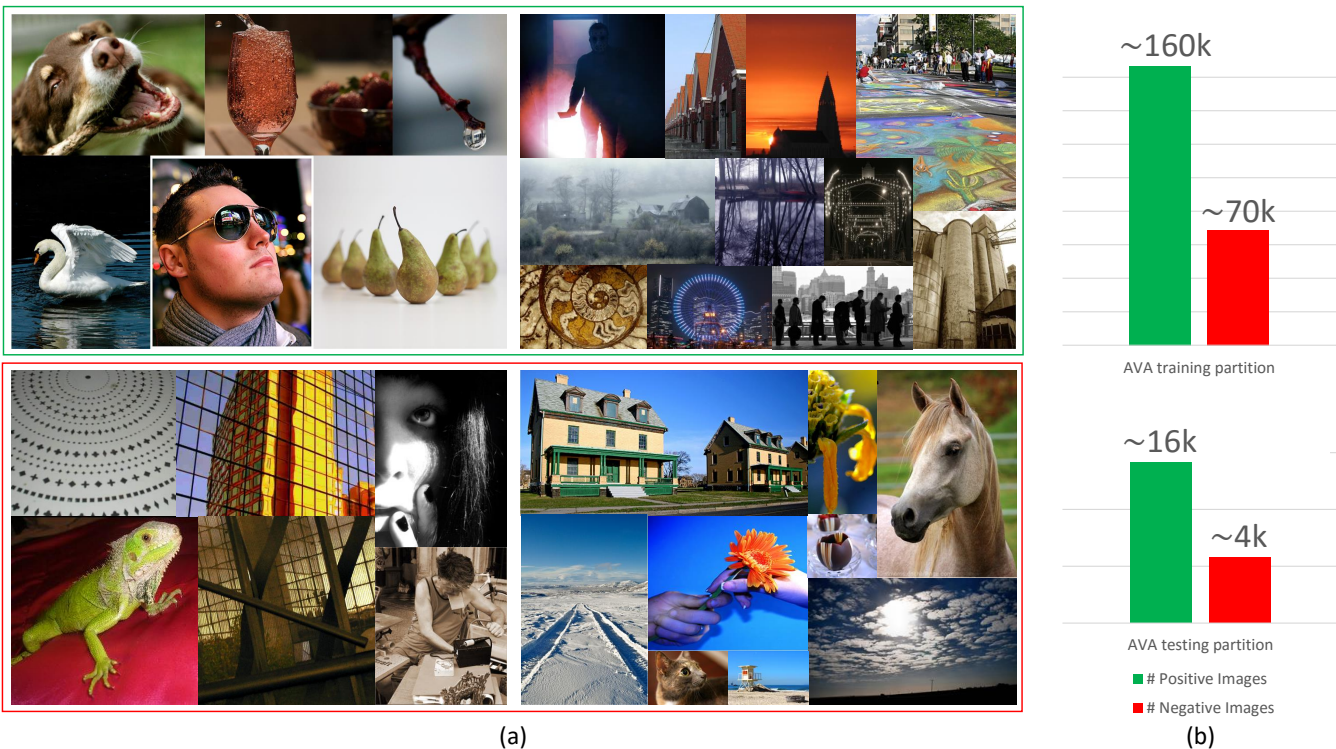 ~160k
~70k
AVA training partition
~16k
~4k
AVA testing partition
# Positive Images
# Negative Images
(a)
(b)